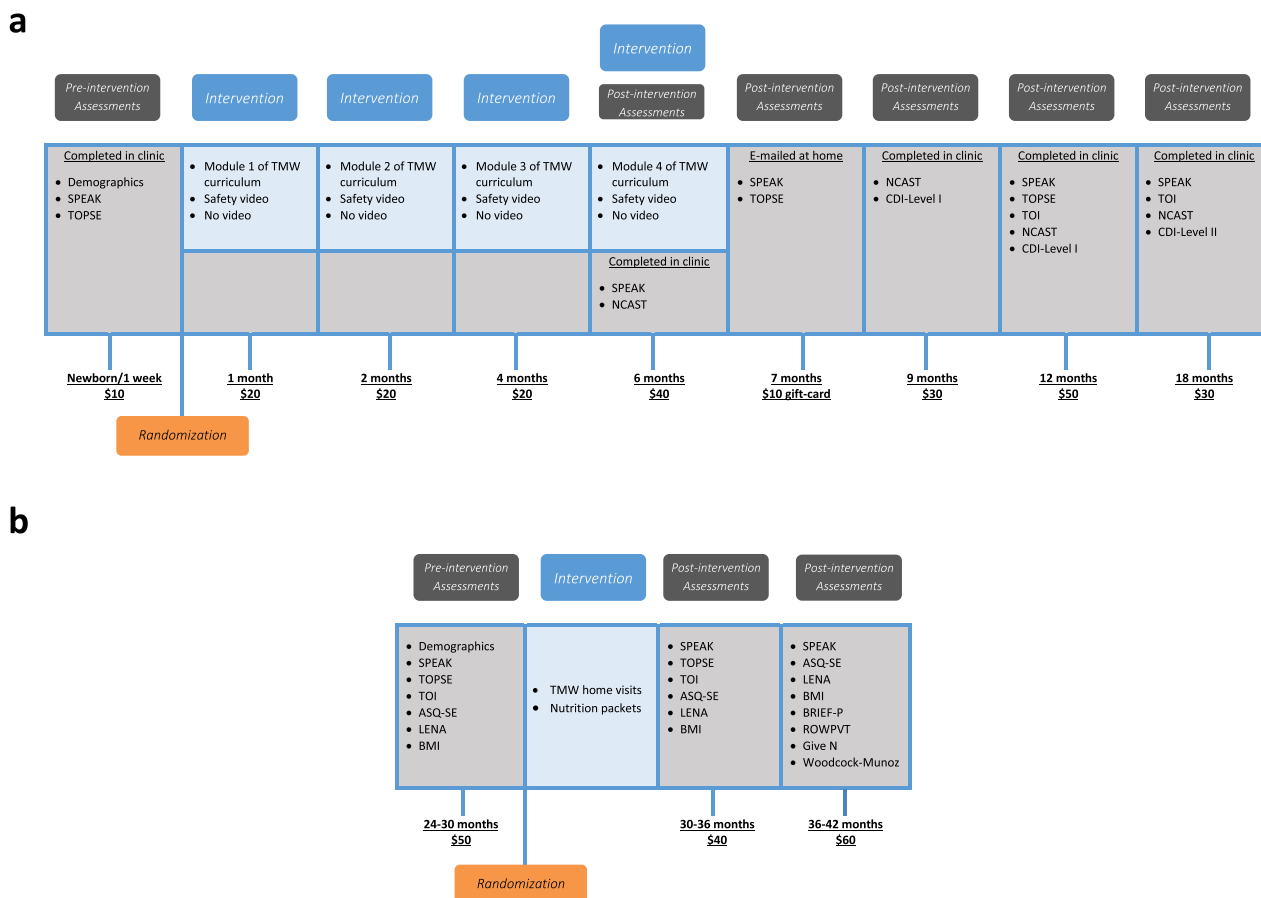 a
Intervention
Pre-intervention
Assessments
Intervention
Intervention
Intervention
Post-intervention
Assessments
Post-intervention
Assessments
Post-intervention
Assessments
Post-intervention
Assessments
Post-intervention
Assessments
Completed in clinic
• Demographics
• SPEAK
• TOPSE
• Module 1 of TMW
curriculum
• Safety video
• No video
• Module 2 of TMW
curriculum
• Safety video
• No video
• Module 3 of TMW
curriculum
• Safety video
• No video
• Module 4 of TMW
curriculum
• Safety video
• No video
Completed in clinic
• SPEAK
• NCAST
E-mailed at home
• SPEAK
• TOPSE
Completed in clinic
• NCAST
• CDI-Level I
Completed in clinic
• SPEAK
• TOPSE
• TOI
• NCAST
• CDI-Level I
Completed in clinic
• SPEAK
• TOI
• NCAST
• CDI-Level II
Newborn/1 week
$10
1 month
$20
2 months
$20
4 months
$20
6 months
$40
7 months
$10 gift-card
9 months
$30
12 months
$50
18 months
$30
Randomization
b
Pre-intervention
Assessments
Intervention
Post-intervention
Assessments
Post-intervention
Assessments
• Demographics
• SPEAK
• TOPSE
• TOI
• ASQ-SE
• LENA
• BMI
• TMW home visits
• Nutrition packets
• SPEAK
• TOPSE
• TOI
• ASQ-SE
• LENA
• BMI
• SPEAK
• ASQ-SE
• LENA
• BMI
• BRIEF-P
• ROWPVT
• Give N
• Woodcock-Munoz
24-30 months
$50
30-36 months
$40
36-42 months
$60
Randomization